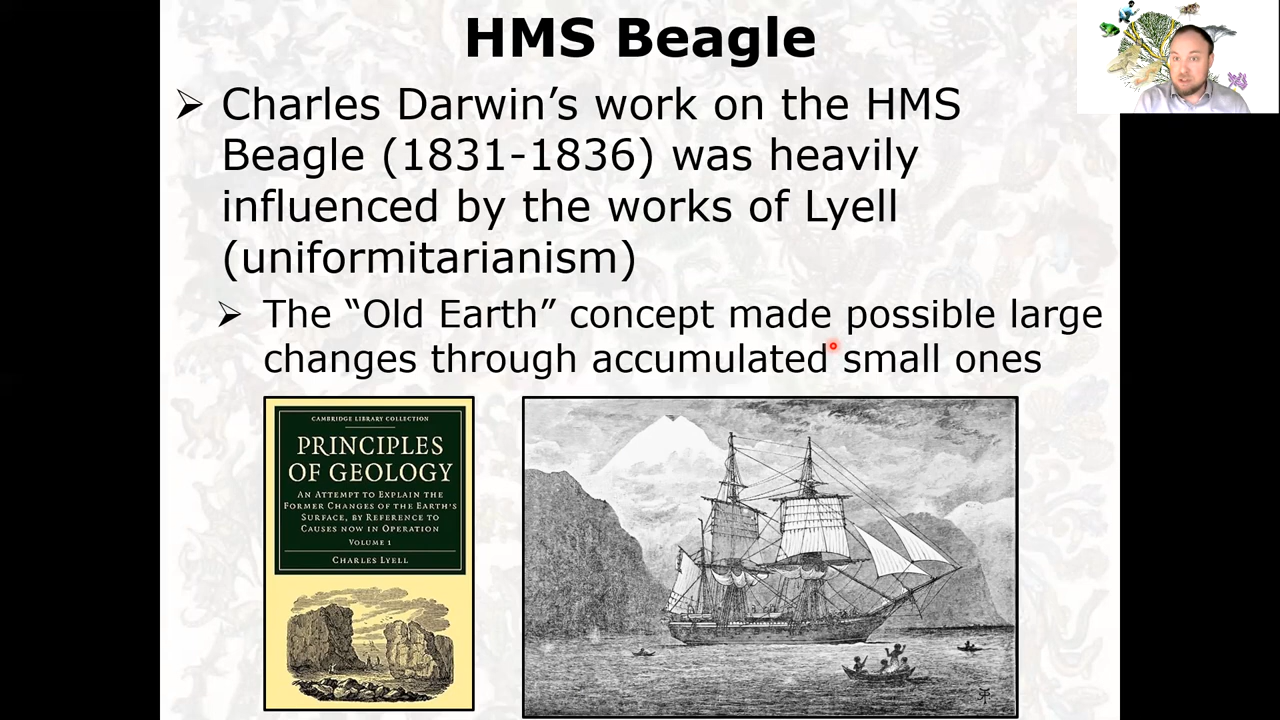 HMS Beagle
➢ Charles Darwin’s work on the HMS
Beagle (1831-1836) was heavily
influenced by the works of Lyell
(uniformitarianism)
➢ The “Old Earth” concept made possible large
changes through accumulated small ones
CAMBRIDGE LIBRARY COLLECTION
PRINCIPLES
OF GEOLOGY
AN ATTEMPT TO EXPLAIN THE
FORMER CHANGES OF THE EARTH'S
SURFACE, BY REFERENCE TO
CAUSES NOW IN OPERATION
VOLUME 1
CHARLES LYELL